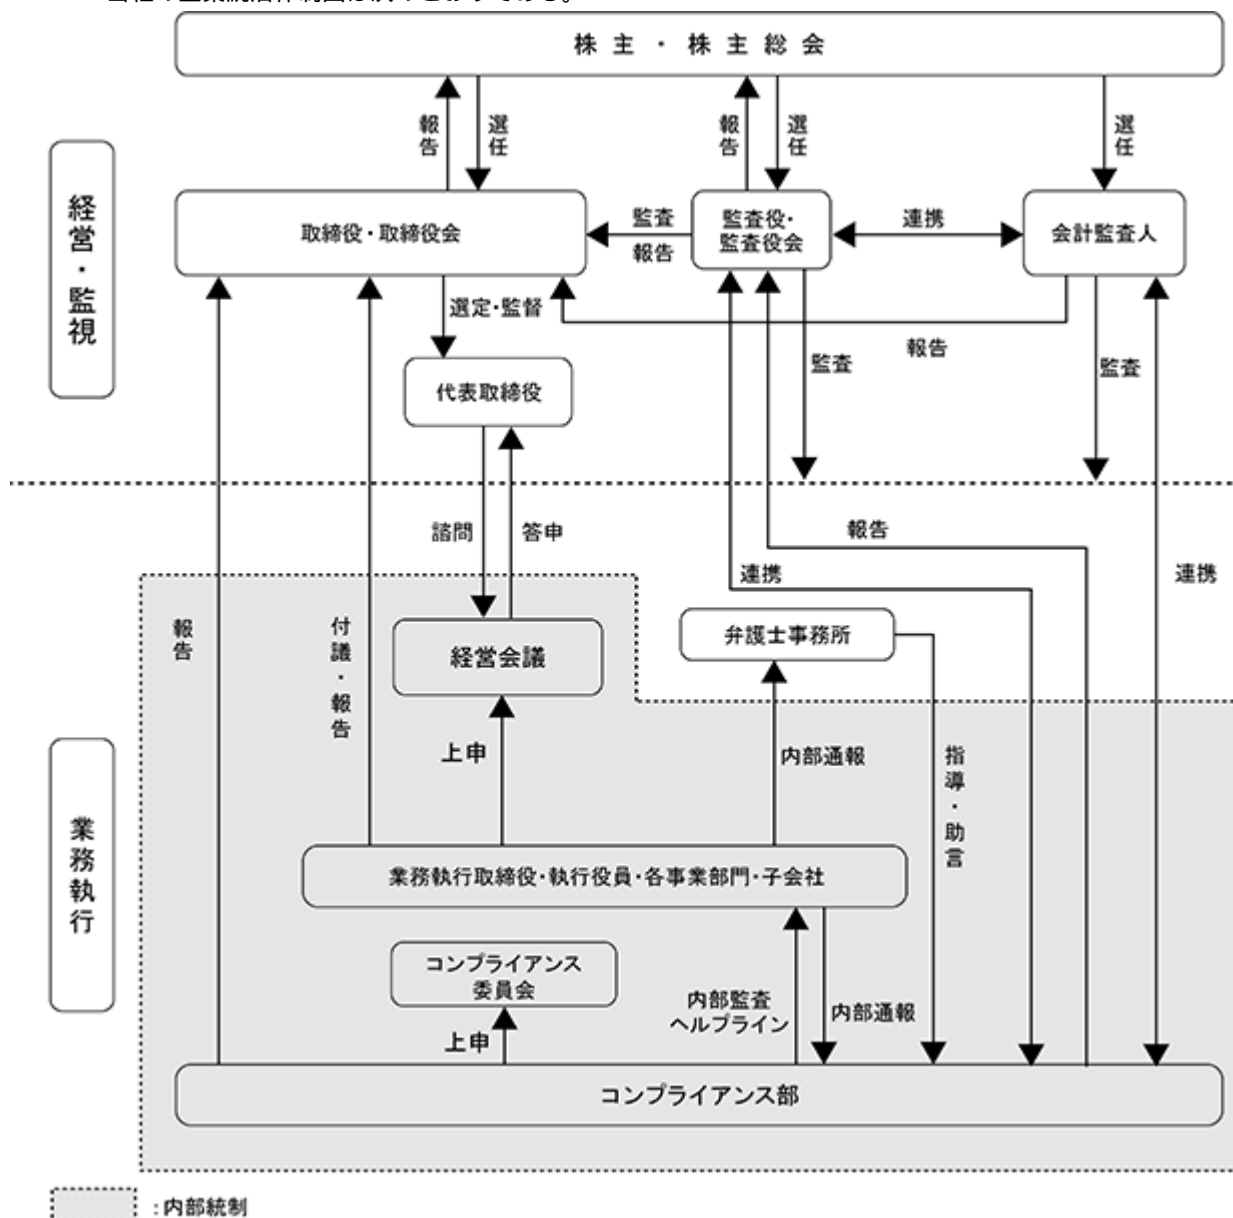 当社の企業統治体制図は次のとおりである。
株主・株主総会
報告
選任
報告
選任
選任
経営・監視
取締役・取締役会
監査
報告
監査役・
監査役会
連携
会計監査人
選定・監督
報告
監査
監査
代表取締役
諮問
答申
報告
連携
連携
報告
付議・報告
経営会議
弁護士事務所
上申
内部通報
指導・助言
業務執行
業務執行取締役・執行役員・各事業部門・子会社
コンプライアンス
委員会
内部監査
ヘルプライン
内部通報
上申
コンプライアンス部
:内部統制